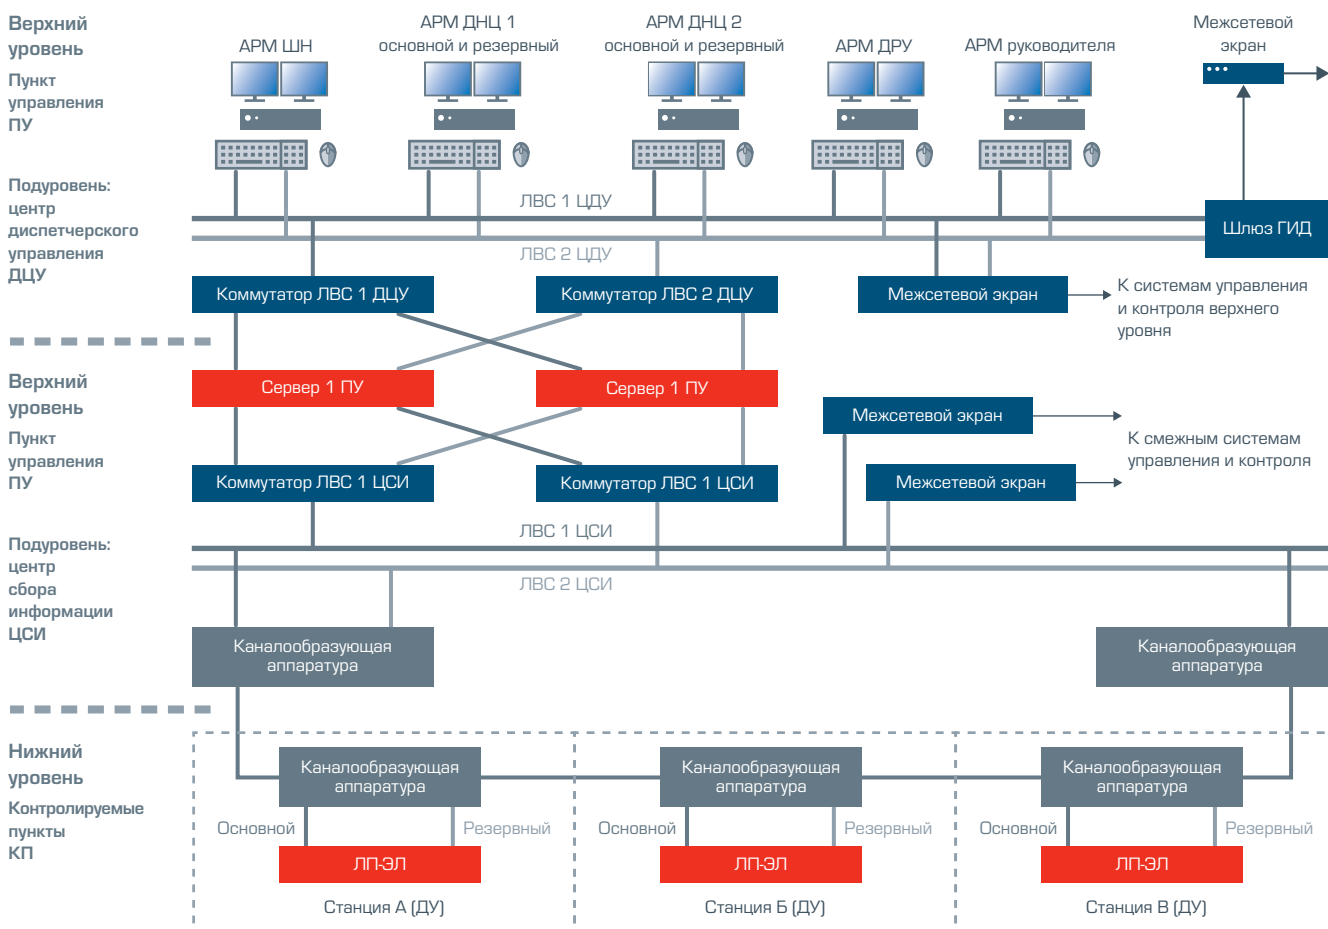 Верхний
уровень
Пункт
управления
ПУ
АРМ ШН
АРМ ДНЦ 1
основной и резервный
АРМ ДНЦ 2
основной и резервный
АРМ ДРУ
АРМ руководителя
Межсетевой
экран
Подуровень:
центр
диспетчерского
управления
ДЦУ
ЛВС 1 ЦДУ
ЛВС 2 ЦДУ
Шлюз ГИД
Коммутатор ЛВС 1 ДЦУ
Коммутатор ЛВС 2 ДЦУ
Межсетевой экран
К системам управления
и контроля верхнего
уровня
Верхний
уровень
Пункт
управления
ПУ
Сервер 1 ПУ
Сервер 1 ПУ
Межсетевой экран
К смежным системам
управления и контроля
Коммутатор ЛВС 1 ЦСИ
Коммутатор ЛВС 1 ЦСИ
Межсетевой экран
Подуровень:
центр
сбора
информации
ЦСИ
ЛВС 1 ЦСИ
ЛВС 2 ЦСИ
Каналообразующая
аппаратура
Каналообразующая
аппаратура
Нижний
уровень
Контролируемые
пункты
КП
Каналообразующая
аппаратура
Основной
Резервный
ЛП-ЭЛ
Станция А (ДУ)
Каналообразующая
аппаратура
Основной
Резервный
ЛП-ЭЛ
Станция Б (ДУ)
Каналообразующая
аппаратура
Основной
Резервный
ЛП-ЭЛ
Станция В (ДУ)